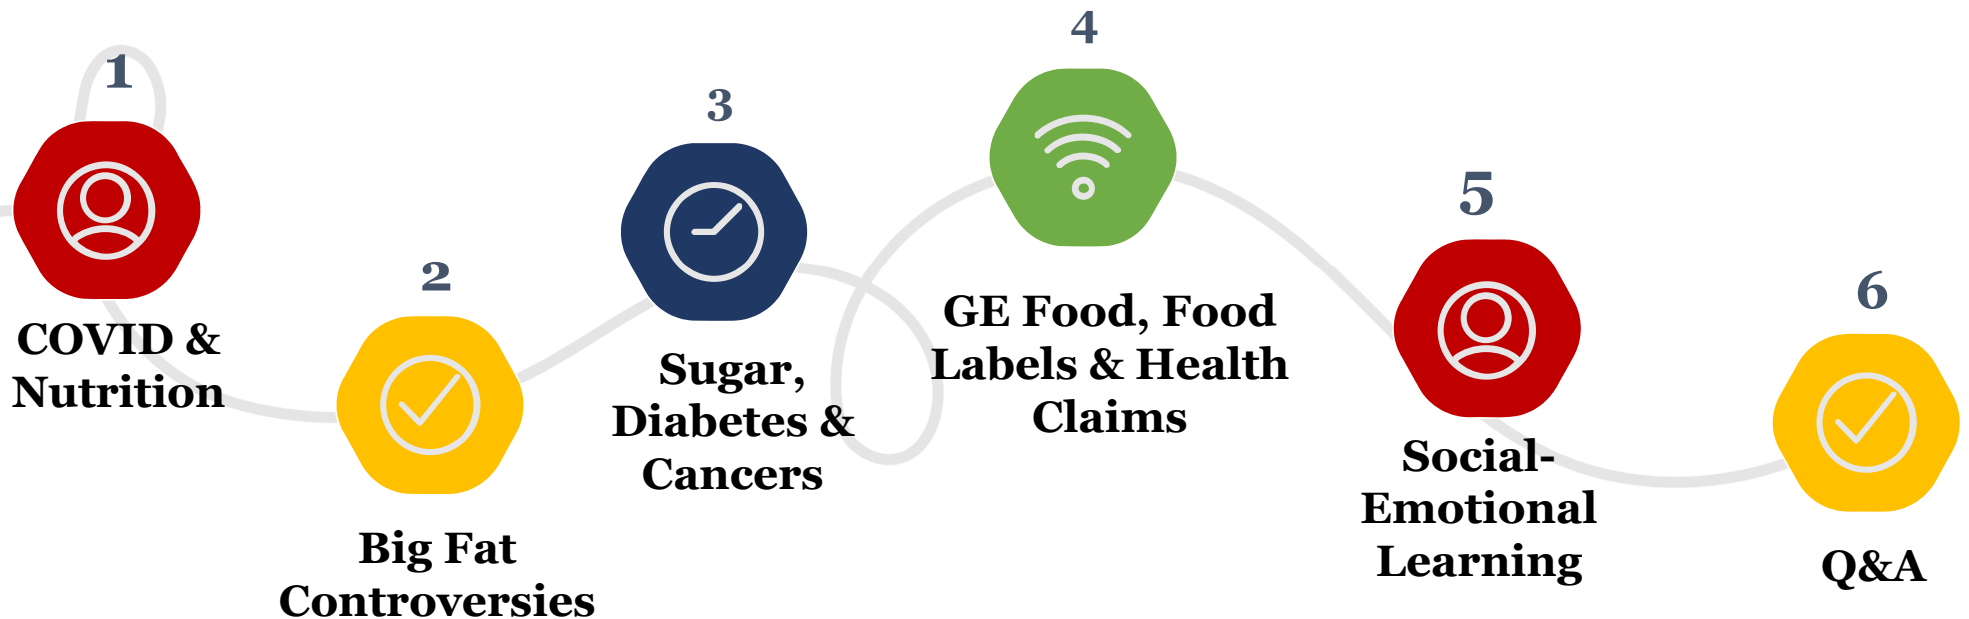 1
COVID &
Nutrition
2
Big Fat
Controversies
3
Sugar,
Diabetes &
Cancers
4
GE Food, Food
Labels & Health
Claims
5
Social-
Emotional
Learning
6
Q&A